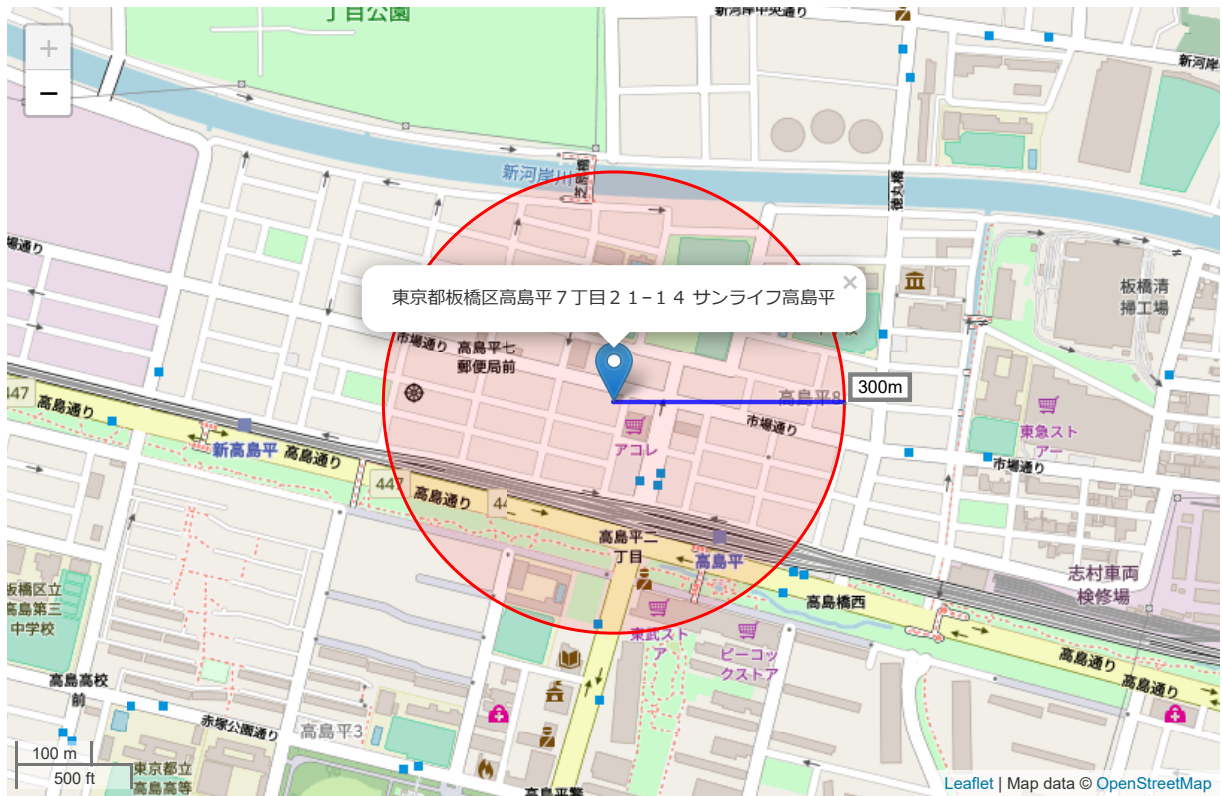 丁目公園
新河岸中央通り
新河岸
+
−
新河岸川
芝原橋
徳丸橋
場通り
東京都板橋区高島平７丁目２１−１４ サンライフ高島平
×
板橋清
掃工場
市場通り
高島平七
郵便局前
300m
高島平8
447
高島通り
新高島平
高島通り
アコレ
市場通り
東急スト
アー
市場通り
447
高島通り
44
高島平二
丁目
高島平
志村車両
検修場
高島橋西
板橋区立
高島第三
中学校
東武スト
ア
ピーコッ
クストア
高島通り
高島通り
高島高校
前
赤塚公園通り
高島平3
100 m
500 ft
東京都立
高島高等
高島平警
Leaflet | Map data © OpenStreetMap